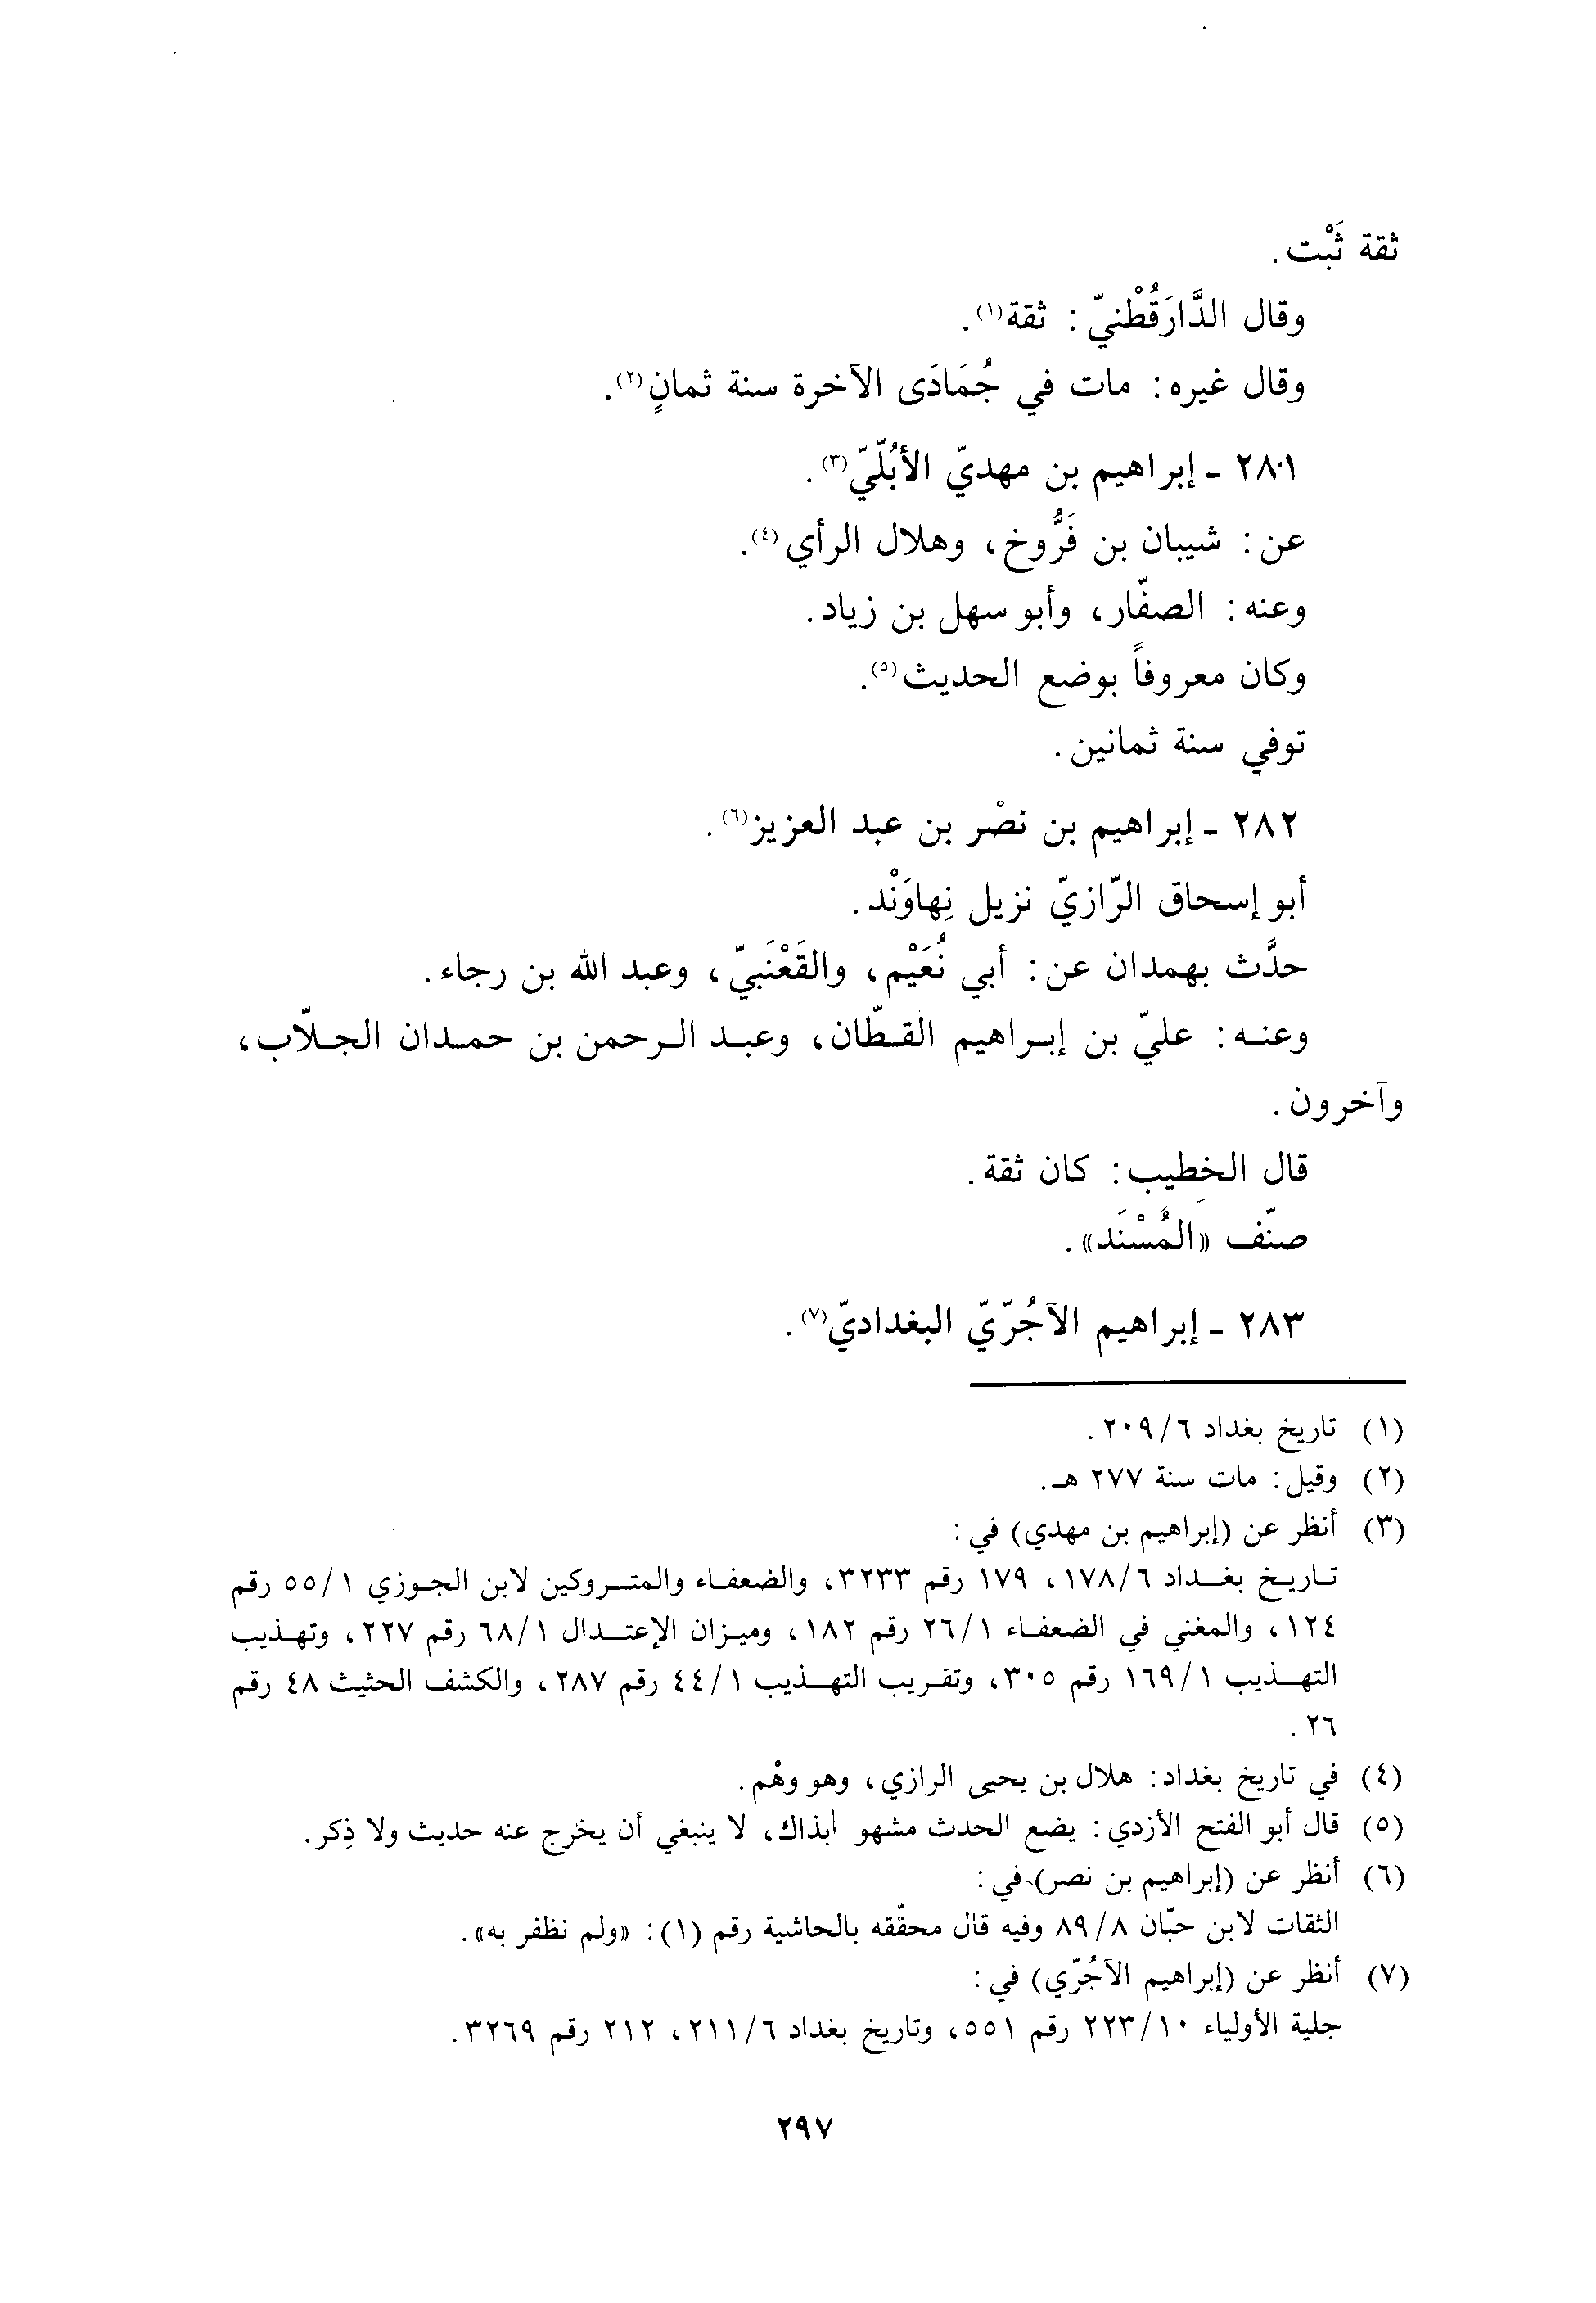 ثقة ثَبْت.
وقال الدَّارَقُطْنيّ: ثقة(١).
وقال غيره: مات في جُمَادَى الآخرة سنة ثمانٍ(٢).
٢٨١ - إبراهيم بن مهديّ الأُبُلّيّ(٣).
عن: شيبان بن فَرُّوخ، وهلال الرأي(٤).
وعنه: الصفّار، وأبو سهل بن زياد.
وكان معروفاً بوضع الحديث(٥).
توفي سنة ثمانين.
٢٨٢ - إبراهيم بن نصْر بن عبد العزيز(٦).
أبو إسحاق الرّازيّ نزيل نِهاوَنْد.
حدَّث بهمدان عن: أبي نُعَيْم، والقَعْنَبيّ، وعبد الله بن رجاء.
وعنه: عليّ بن إبراهيم القطّان، وعبد الرحمن بن حمدان الجلّاب،
وآخرون.
قال الخطيب: كان ثقة.
صنّف «المُسْنَد».
٢٨٣ - إبراهيم الآجُرّيّ البغداديّ(٧).
(١) تاريخ بغداد ٢٠٩/٦.
(٢) وقيل: مات سنة ٢٧٧ هـ.
(٣) أنظر عن (إبراهيم بن مهدي) في:
تاريخ بغداد ١٧٨/٦، ١٧٩ رقم ٣٢٣٣، والضعفاء والمتروكين لابن الجوزي ٥٥/١ رقم
١٢٤، والمغني في الضعفاء ٢٦/١ رقم ١٨٢، وميزان الإعتدال ٦٨/١ رقم ٢٢٧، وتهذيب
التهذيب ١٦٩/١ رقم ٣٠٥، وتقريب التهذيب ٤٤/١ رقم ٢٨٧، والكشف الحثيث ٤٨ رقم
٢٦.
(٤) في تاريخ بغداد: هلال بن يحيى الرازي، وهو وهْم.
(٥) قال أبو الفتح الأزدي: يضع الحدث مشهو ابذاك، لا ينبغي أن يخرج عنه حديث ولا ذِكر.
(٦) أنظر عن (إبراهيم بن نصر) في:
الثقات لابن حبّان ٨٩/٨ وفيه قال محقّقه بالحاشية رقم (١): «ولم نظفر به».
(٧) أنظر عن (إبراهيم الآجُرّي) في:
جلية الأولياء ٢٢٣/١٠ رقم ٥٥١، وتاريخ بغداد ٢١١/٦، ٢١٢ رقم ٣٢٦٩.
٢٩٧